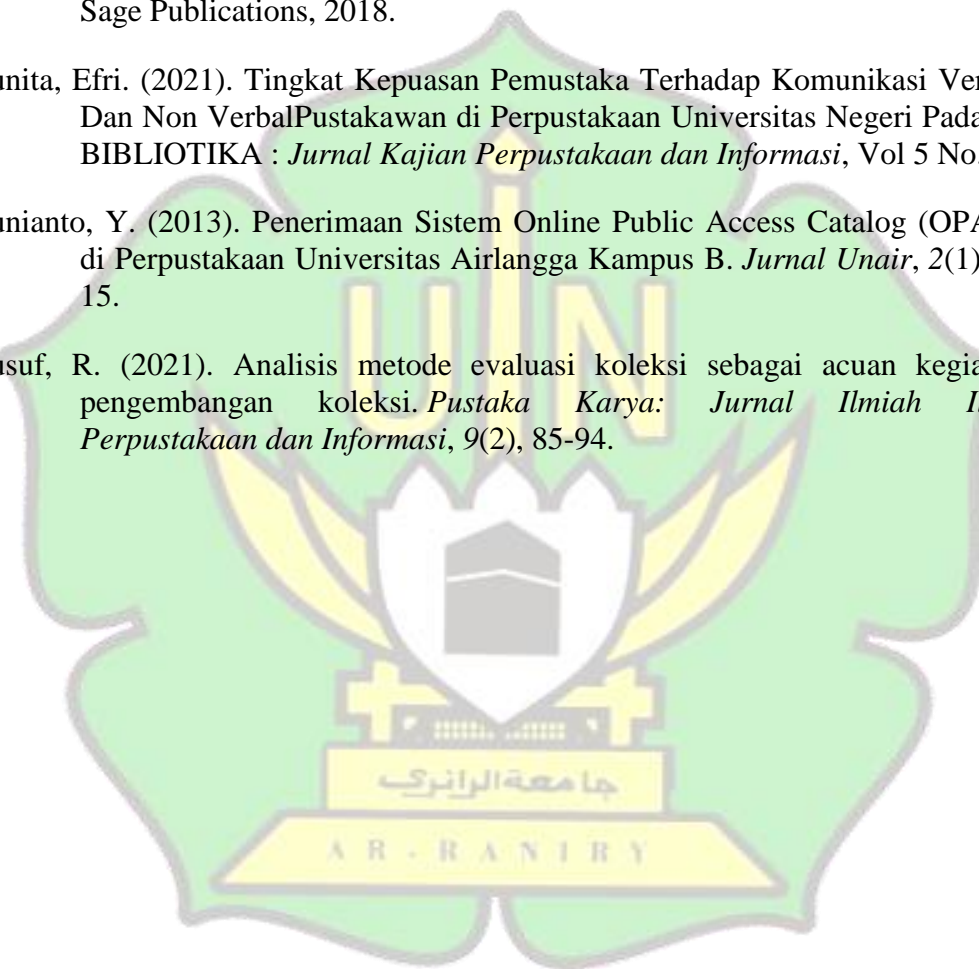 Sage Publications, 2018.
unita, Efri. (2021). Tingkat Kepuasan Pemustaka Terhadap Komunikasi Ver
Dan Non VerbalPustakawan di Perpustakaan Universitas Negeri Pada
BIBLIOTIKA : Jurnal Kajian Perpustakaan dan Informasi, Vol 5 No.
unianto, Y. (2013). Penerimaan Sistem Online Public Access Catalog (OPA
di Perpustakaan Universitas Airlangga Kampus B. Jurnal Unair, 2(1)
15.
usuf, R. (2021). Analisis metode evaluasi koleksi sebagai acuan kegia
pengembangan koleksi. Pustaka Karya: Jurnal Ilmiah Il
Perpustakaan dan Informasi, 9(2), 85-94.
UIN
جامعة الرانري
AR-RANIRY